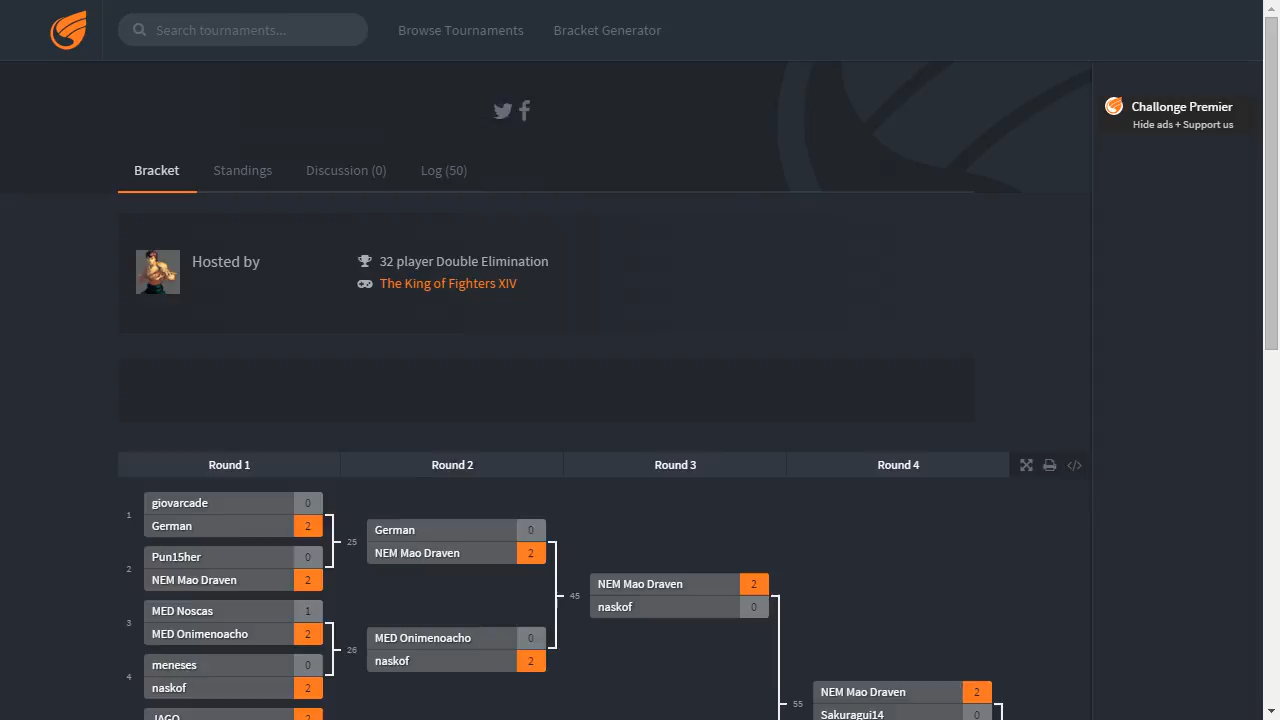 Search tournaments...
Browse Tournaments
Bracket Generator
Challonge Premier
Hide ads + Support us
Bracket
Standings
Discussion (0)
Log (50)
Hosted by
32 player Double Elimination
The King of Fighters XIV
Round 1
Round 2
Round 3
Round 4
1
giovarcade 0
German 2
2
Pun15her 0
NEM Mao Draven 2
3
MED Noscas 1
MED Onimenoacho 2
4
meneses 0
naskof 2
JAGO 2
25
German 0
NEM Mao Draven 2
26
MED Onimenoacho 0
naskof 2
45
NEM Mao Draven 2
naskof 0
55
NEM Mao Draven 2
Sakuragui14 0